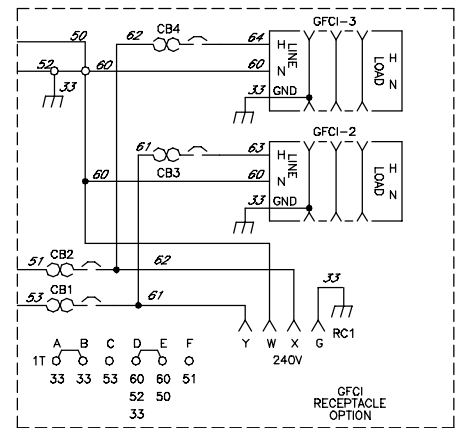 50
CB4
62
64
GFCI-3
H
LINE
H
LOAD
52
60
60
N
N
33
33
GND
GFCI-2
61
63
H
LINE
H
LOAD
CB3
60
60
N
N
33
GND
51
CB2
62
53
CB1
61
33
Y W X G
RC1
240V
A B C D E F
1T
33 33 53 60 60 51
52 50
33
GFCI
RECEPTACLE
OPTION